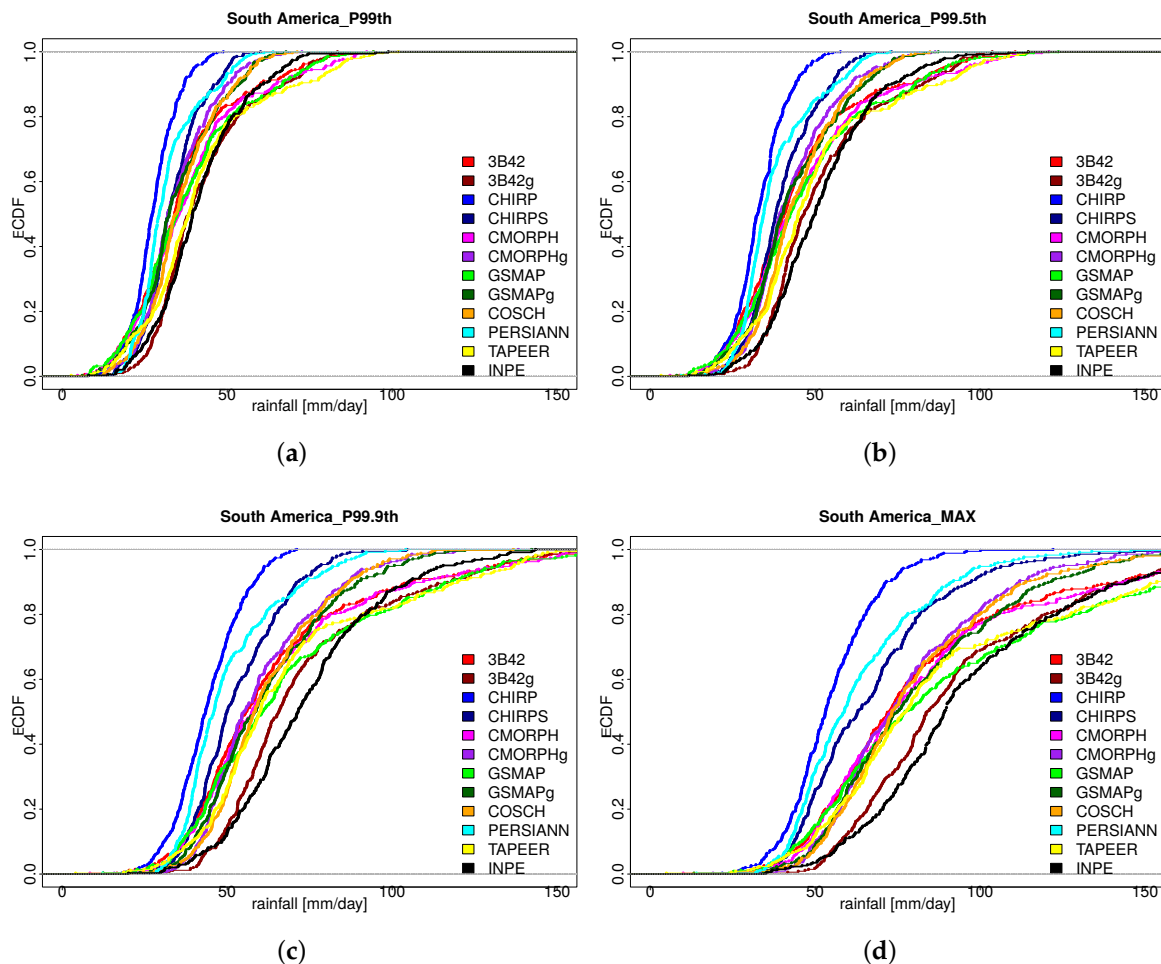 South America_P99th
ECDF
0.0 0.2 0.4 0.6 0.8 1.0
3B42
3B42g
CHIRP
CHIRPS
CMORPH
CMORPHg
GSMAP
GSMAPg
COSCH
PERSIANN
TAPEER
INPE
0 50 100 150
rainfall [mm/day]
(a)
South America_P99.5th
ECDF
0.0 0.2 0.4 0.6 0.8 1.0
3B42
3B42g
CHIRP
CHIRPS
CMORPH
CMORPHg
GSMAP
GSMAPg
COSCH
PERSIANN
TAPEER
INPE
0 50 100 150
rainfall [mm/day]
(b)
South America_P99.9th
ECDF
0.0 0.2 0.4 0.6 0.8 1.0
3B42
3B42g
CHIRP
CHIRPS
CMORPH
CMORPHg
GSMAP
GSMAPg
COSCH
PERSIANN
TAPEER
INPE
0 50 100 150
rainfall [mm/day]
(c)
South America_MAX
ECDF
0.0 0.2 0.4 0.6 0.8 1.0
3B42
3B42g
CHIRP
CHIRPS
CMORPH
CMORPHg
GSMAP
GSMAPg
COSCH
PERSIANN
TAPEER
INPE
0 50 100 150
rainfall [mm/day]
(d)